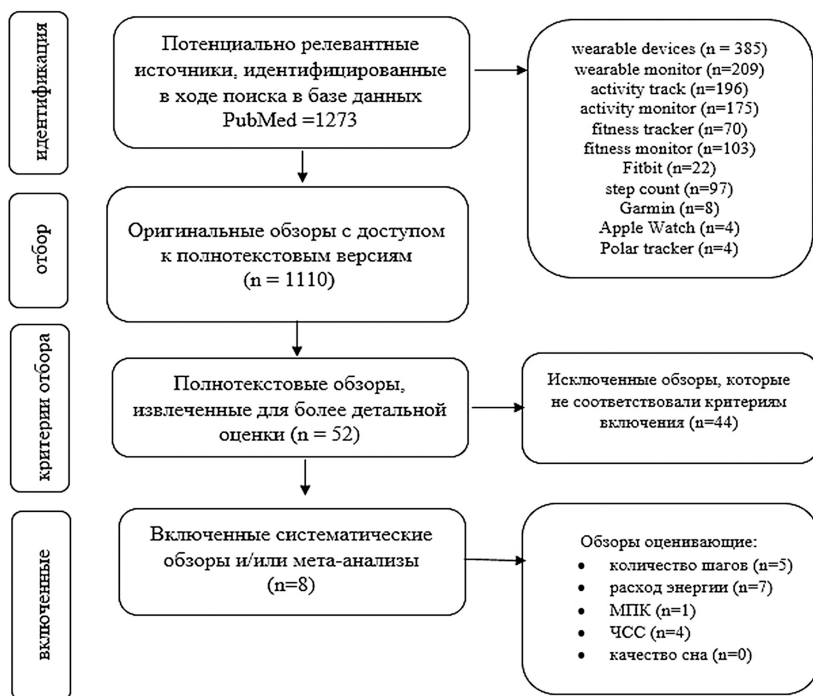 идентификация
Потенциально релевантные
источники, идентифицированные
в ходе поиска в базе данных
PubMed =1273
wearable devices (n = 385)
wearable monitor (n=209)
activity track (n=196)
activity monitor (n=175)
fitness tracker (n=70)
fitness monitor (n=103)
Fitbit (n=22)
step count (n=97)
Garmin (n=8)
Apple Watch (n=4)
Polar tracker (n=4)
отбор
Оригинальные обзоры с доступом
к полнотекстовым версиям
(n = 1110)
критерии отбора
Полнотекстовые обзоры,
извлеченные для более детальной
оценки (n = 52)
Исключенные обзоры, которые
не соответствовали критериям
включения (n=44)
включенные
Включенные систематические
обзоры и/или мета-анализы
(n=8)
Обзоры оценивающие:
• количество шагов (n=5)
• расход энергии (n=7)
• МПК (n=1)
• ЧСС (n=4)
• качество сна (n=0)